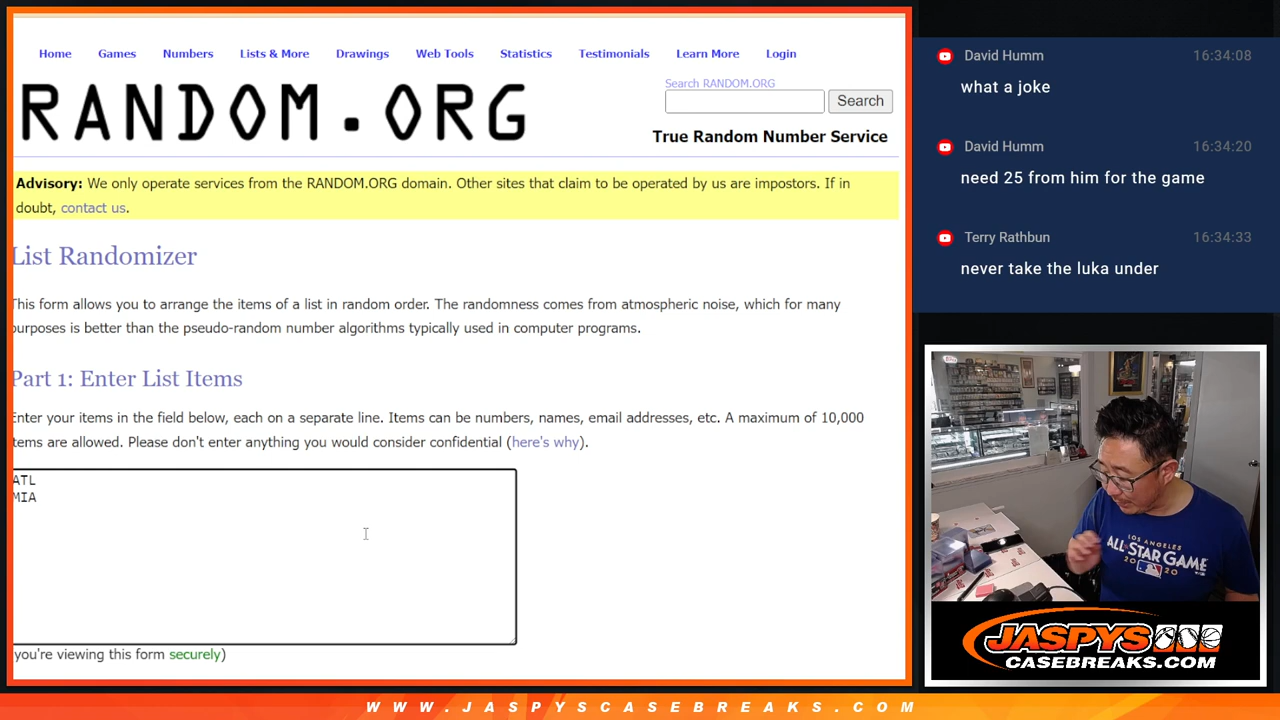 Home Games Numbers Lists & More Drawings Web Tools Statistics Testimonials Learn More Login
RANDOM.ORG
Search RANDOM.ORG
Search
True Random Number Service
Advisory: We only operate services from the RANDOM.ORG domain. Other sites that claim to be operated by us are impostors. If in
doubt, contact us.
List Randomizer
This form allows you to arrange the items of a list in random order. The randomness comes from atmospheric noise, which for many
purposes is better than the pseudo-random number algorithms typically used in computer programs.
Part 1: Enter List Items
Enter your items in the field below, each on a separate line. Items can be numbers, names, email addresses, etc. A maximum of 10,000
items are allowed. Please don't enter anything you would consider confidential (here's why).
ATL
MIA
you're viewing this form securely)
David Humm 16:34:08
what a joke
David Humm 16:34:20
need 25 from him for the game
Terry Rathbun 16:34:33
never take the luka under
LOS ANGELES
ALL-STAR GAME
2020
JASPYS
CASEBREAKS.COM
WWW.JASPYSCASEBREAKS.COM